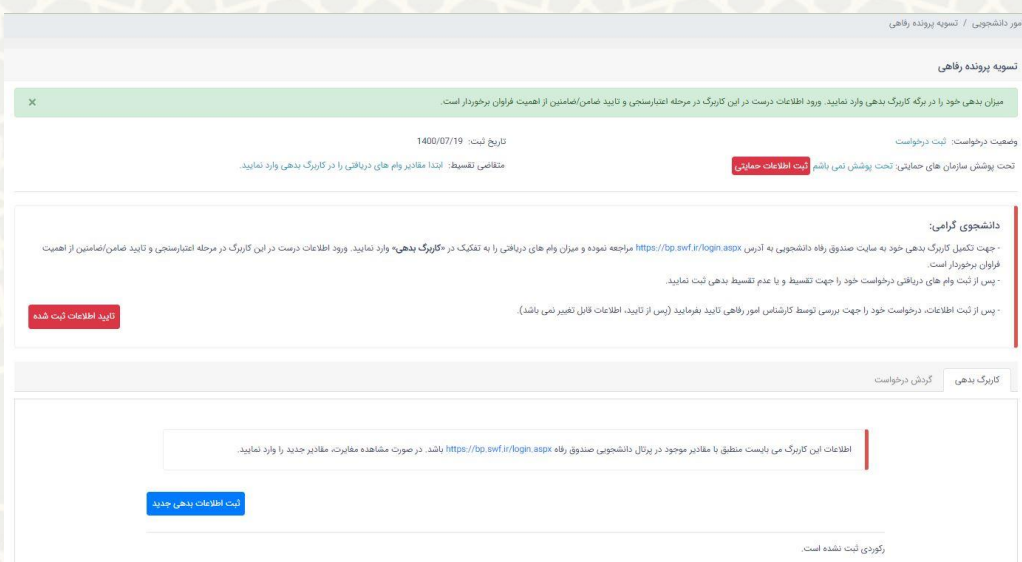 امور دانشجویی / تسویه پرونده رفاهی
تسویه پرونده رفاهی
میزان بدهی خود را در برگه کاربرگ بدهی وارد نمایید. ورود اطلاعات درست در این کاربرگ در مرحله اعتبارسنجی و تایید ضامن/ضامنین از اهمیت فراوان برخوردار است.
×
وضعیت درخواست: ثبت درخواست
تاریخ ثبت: 1400/07/19
تحت پوشش سازمان های حمایتی: تحت پوشش نمی باشم ثبت اطلاعات حمایتی
متقاضی تقسیط: ابتدا مقادیر وام های دریافتی را در کاربرگ بدهی وارد نمایید.
دانشجوی گرامی:
- جهت تکمیل کاربرگ بدهی خود به سایت صندوق رفاه دانشجویی به آدرس https://bp.swf.ir/login.aspx مراجعه نموده و میزان وام های دریافتی را به تفکیک در «کاربرگ بدهی» وارد نمایید. ورود اطلاعات درست در این کاربرگ در مرحله اعتبارسنجی و تایید ضامن/ضامنین از اهمیت
فراوان برخوردار است.
- پس از ثبت وام های دریافتی درخواست خود را جهت تقسیط و یا عدم تقسیط بدهی ثبت نمایید.
- پس از ثبت اطلاعات، درخواست خود را جهت بررسی توسط کارشناس امور رفاهی تایید بفرمایید (پس از تایید، اطلاعات قابل تغییر نمی باشد).
تایید اطلاعات ثبت شده
کاربرگ بدهی
گردش درخواست
اطلاعات این کاربرگ می بایست منطبق با مقادیر موجود در پرتال دانشجویی صندوق رفاه https://bp.swf.ir/login.aspx باشد. در صورت مشاهده مغایرت، مقادیر جدید را وارد نمایید.
ثبت اطلاعات بدهی جدید
رکوردی ثبت نشده است.